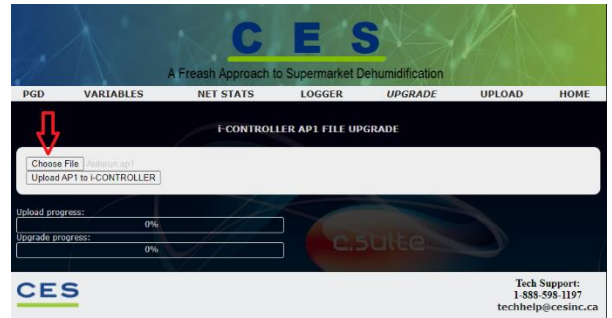 CES
A Freash Approach to Supermarket Dehumidification
PGD VARIABLES NET STATS LOGGER UPGRADE UPLOAD HOME
i-CONTROLLER AP1 FILE UPGRADE
Choose File Autorun.ap1
Upload AP1 to i-CONTROLLER
Upload progress:
0%
Upgrade progress:
0%
c.suite
CES
Tech Support:
1-888-598-1197
techhelp@cesinc.ca